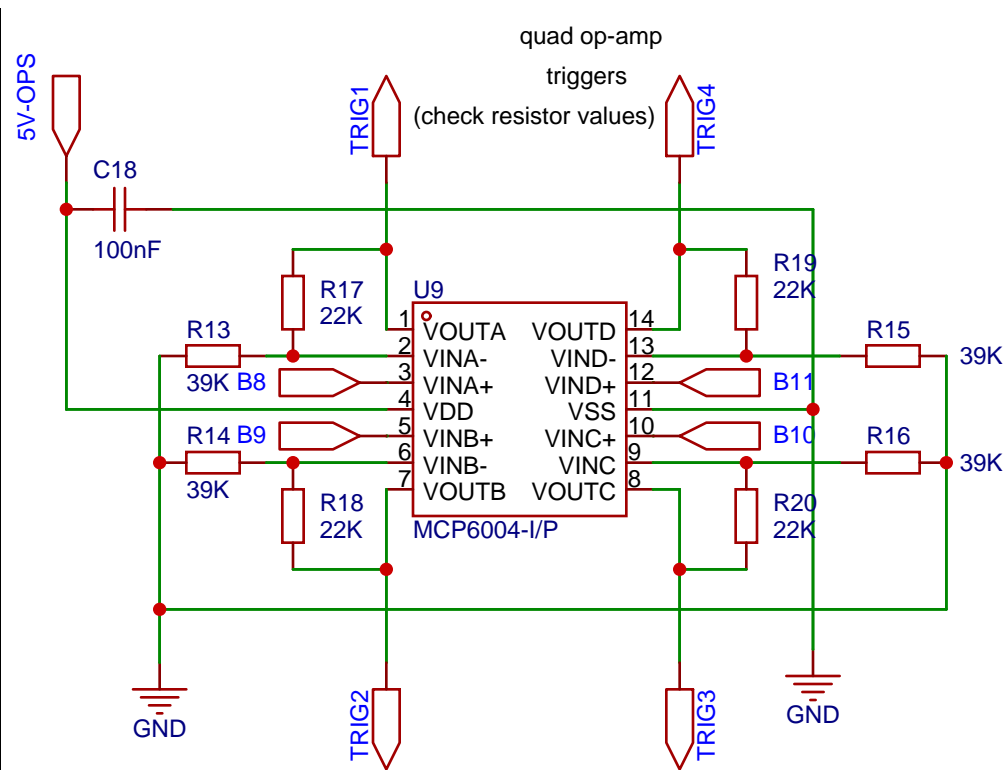 quad op-amp
triggers
(check resistor values)
5V-OPS
TRIG1
TRIG4
C18
100nF
R17
22K
R19
22K
U9
R13
39K
B8
R15
39K
1
VOUTA
VOUTD
14
2
VINA-
VIND-
13
3
VINA+
VIND+
12
B11
4
VDD
VSS
11
5
VINB+
VINC+
10
B10
6
VINB-
VINC
9
7
VOUTB
VOUTC
8
R14
39K
B9
R16
39K
R18
22K
MCP6004-I/P
R20
22K
GND
TRIG2
TRIG3
GND